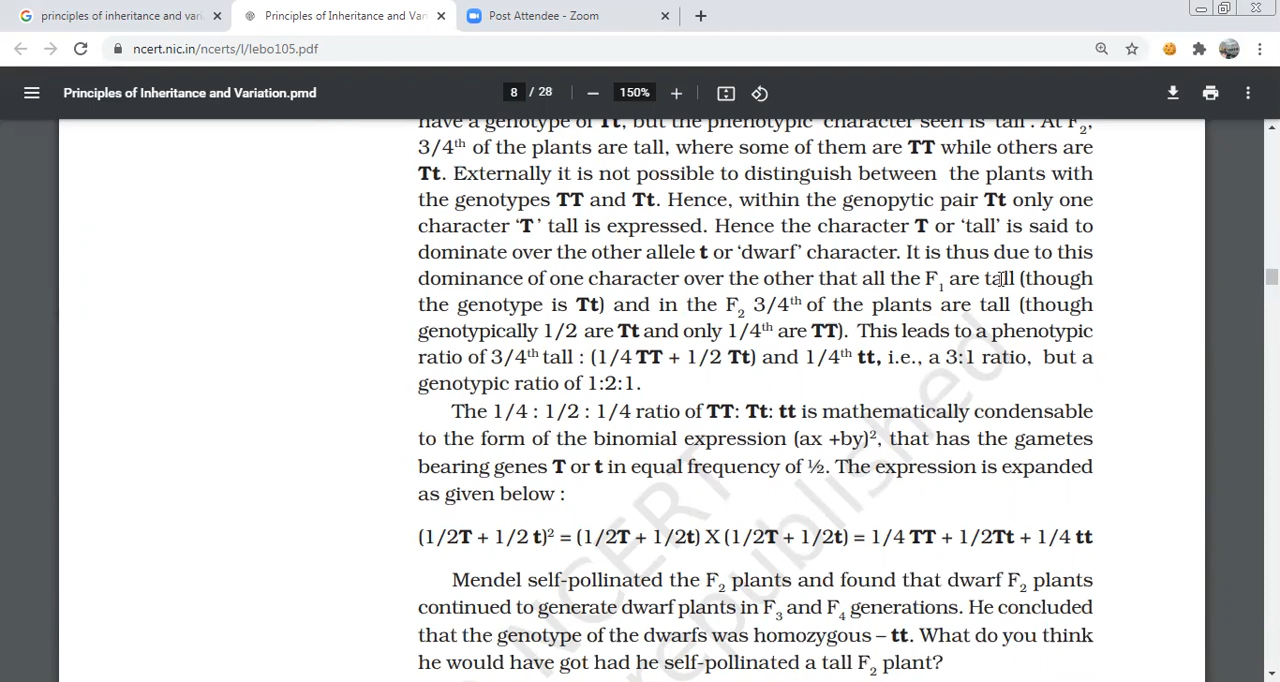 principles of inheritance and vari
Principles of Inheritance and Var
Post Attendee - Zoom
ncert.nic.in/ncerts/l/lebo105.pdf
Principles of Inheritance and Variation.pmd
8 / 28
150%
have a genotype of Tt, but the phenotypic character seen is 'tall'. At F2,
3/4th of the plants are tall, where some of them are TT while others are
Tt. Externally it is not possible to distinguish between the plants with
the genotypes TT and Tt. Hence, within the genopytic pair Tt only one
character 'T' tall is expressed. Hence the character T or 'tall' is said to
dominate over the other allele t or 'dwarf' character. It is thus due to this
dominance of one character over the other that all the F1 are tall (though
the genotype is Tt) and in the F2 3/4th of the plants are tall (though
genotypically 1/2 are Tt and only 1/4th are TT). This leads to a phenotypic
ratio of 3/4th tall : (1/4 TT + 1/2 Tt) and 1/4th tt, i.e., a 3:1 ratio, but a
genotypic ratio of 1:2:1.
The 1/4 : 1/2 : 1/4 ratio of TT: Tt: tt is mathematically condensable
to the form of the binomial expression (ax +by)², that has the gametes
bearing genes T or t in equal frequency of ½. The expression is expanded
as given below :
(1/2T + 1/2 t)² = (1/2T + 1/2t) X (1/2T + 1/2t) = 1/4 TT + 1/2Tt + 1/4 tt
Mendel self-pollinated the F2 plants and found that dwarf F2 plants
continued to generate dwarf plants in F3 and F4 generations. He concluded
that the genotype of the dwarfs was homozygous – tt. What do you think
he would have got had he self-pollinated a tall F2 plant?
NCERT
republished